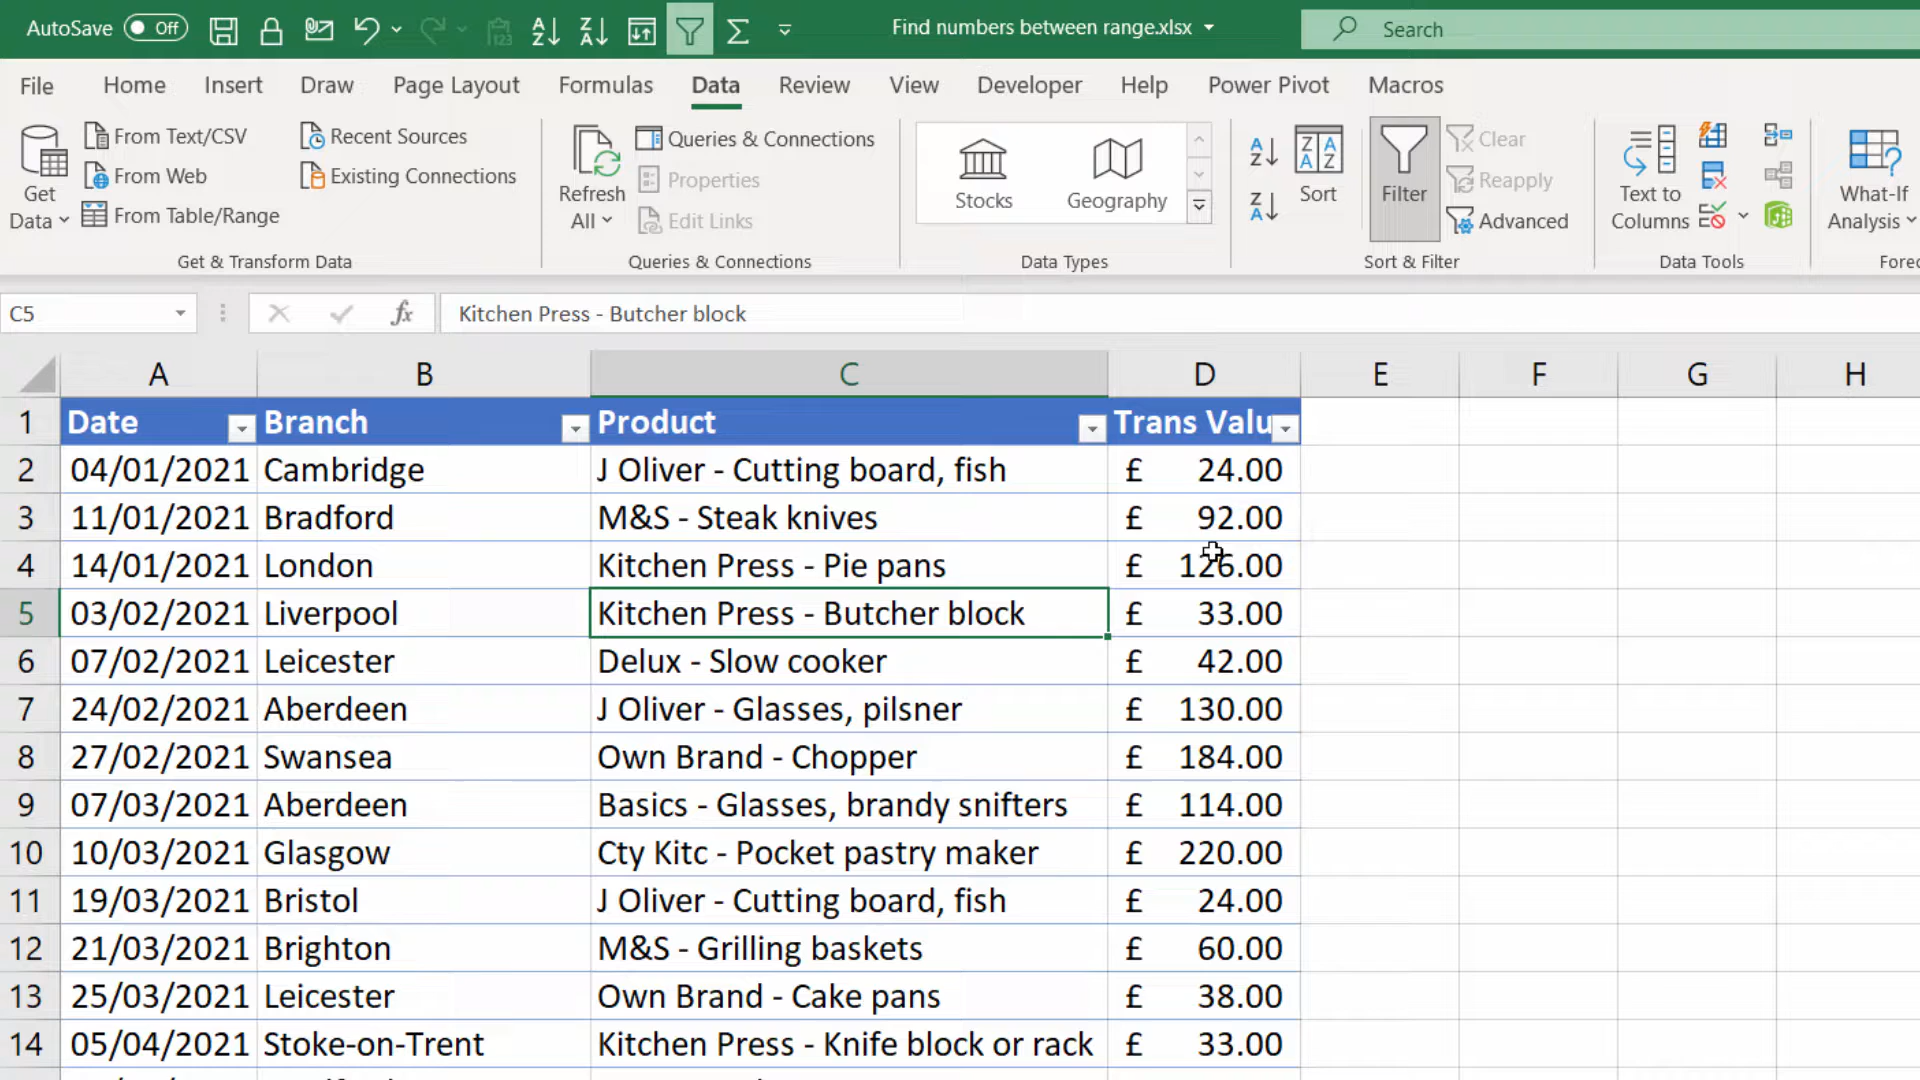 AutoSave Off Find numbers between range.xlsx Search
File Home Insert Draw Page Layout Formulas Data Review View Developer Help Power Pivot Macros
Get Data
From Text/CSV
From Web
From Table/Range
Recent Sources
Existing Connections
Get & Transform Data
Refresh All
Queries & Connections
Properties
Edit Links
Queries & Connections
Stocks
Geography
Data Types
Sort
Filter
Clear
Reapply
Advanced
Sort & Filter
Text to Columns
Data Tools
What-If Analysis
Forec
C5 fx Kitchen Press - Butcher block
A B C D E F G H
1 Date Branch Product Trans Valu
2 04/01/2021 Cambridge J Oliver - Cutting board, fish £ 24.00
3 11/01/2021 Bradford M&S - Steak knives £ 92.00
4 14/01/2021 London Kitchen Press - Pie pans £ 126.00
5 03/02/2021 Liverpool Kitchen Press - Butcher block £ 33.00
6 07/02/2021 Leicester Delux - Slow cooker £ 42.00
7 24/02/2021 Aberdeen J Oliver - Glasses, pilsner £ 130.00
8 27/02/2021 Swansea Own Brand - Chopper £ 184.00
9 07/03/2021 Aberdeen Basics - Glasses, brandy snifters £ 114.00
10 10/03/2021 Glasgow Cty Kitc - Pocket pastry maker £ 220.00
11 19/03/2021 Bristol J Oliver - Cutting board, fish £ 24.00
12 21/03/2021 Brighton M&S - Grilling baskets £ 60.00
13 25/03/2021 Leicester Own Brand - Cake pans £ 38.00
14 05/04/2021 Stoke-on-Trent Kitchen Press - Knife block or rack £ 33.00